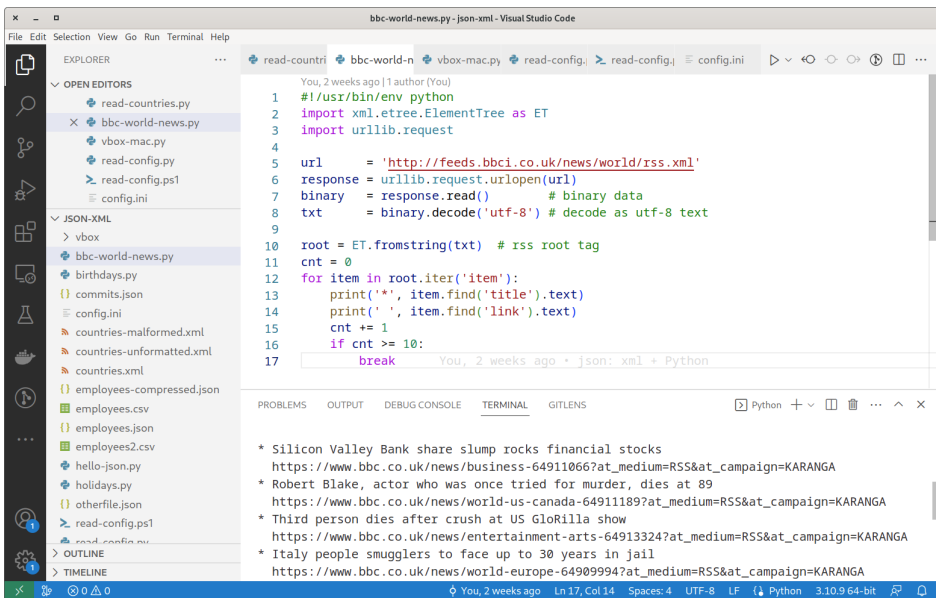 bbc-world-news.py - json-xml - Visual Studio Code
File Edit Selection View Go Run Terminal Help
EXPLORER
OPEN EDITORS
read-countries.py
bbc-world-news.py
vbox-mac.py
read-config.py
read-config.ps1
config.ini
JSON-XML
vbox
bbc-world-news.py
birthdays.py
commits.json
config.ini
countries-malformed.xml
countries-unformatted.xml
countries.xml
employees-compressed.json
employees.csv
employees.json
employees2.csv
hello-json.py
holidays.py
otherfile.json
read-config.ps1
read-config.py
OUTLINE
TIMELINE
read-countri bbc-world-n vbox-mac.py read-config. read-config. config.ini
You, 2 weeks ago | 1 author (You)
1 #!/usr/bin/env python
2 import xml.etree.ElementTree as ET
3 import urllib.request
4
5 url      = 'http://feeds.bbci.co.uk/news/world/rss.xml'
6 response = urllib.request.urlopen(url)
7 binary   = response.read()        # binary data
8 txt      = binary.decode('utf-8') # decode as utf-8 text
9
10 root = ET.fromstring(txt)  # rss root tag
11 cnt = 0
12 for item in root.iter('item'):
13     print('*', item.find('title').text)
14     print(' ', item.find('link').text)
15     cnt += 1
16     if cnt >= 10:
17         break      You, 2 weeks ago • json: xml + Python
PROBLEMS OUTPUT DEBUG CONSOLE TERMINAL GITLENS Python
* Silicon Valley Bank share slump rocks financial stocks
https://www.bbc.co.uk/news/business-64911066?at_medium=RSS&at_campaign=KARANGA
* Robert Blake, actor who was once tried for murder, dies at 89
https://www.bbc.co.uk/news/world-us-canada-64911189?at_medium=RSS&at_campaign=KARANGA
* Third person dies after crush at US GloRilla show
https://www.bbc.co.uk/news/entertainment-arts-64913324?at_medium=RSS&at_campaign=KARANGA
* Italy people smugglers to face up to 30 years in jail
https://www.bbc.co.uk/news/world-europe-64909994?at_medium=RSS&at_campaign=KARANGA
1
1
0 0 You, 2 weeks ago Ln 17, Col 14 Spaces: 4 UTF-8 LF Python 3.10.9 64-bit